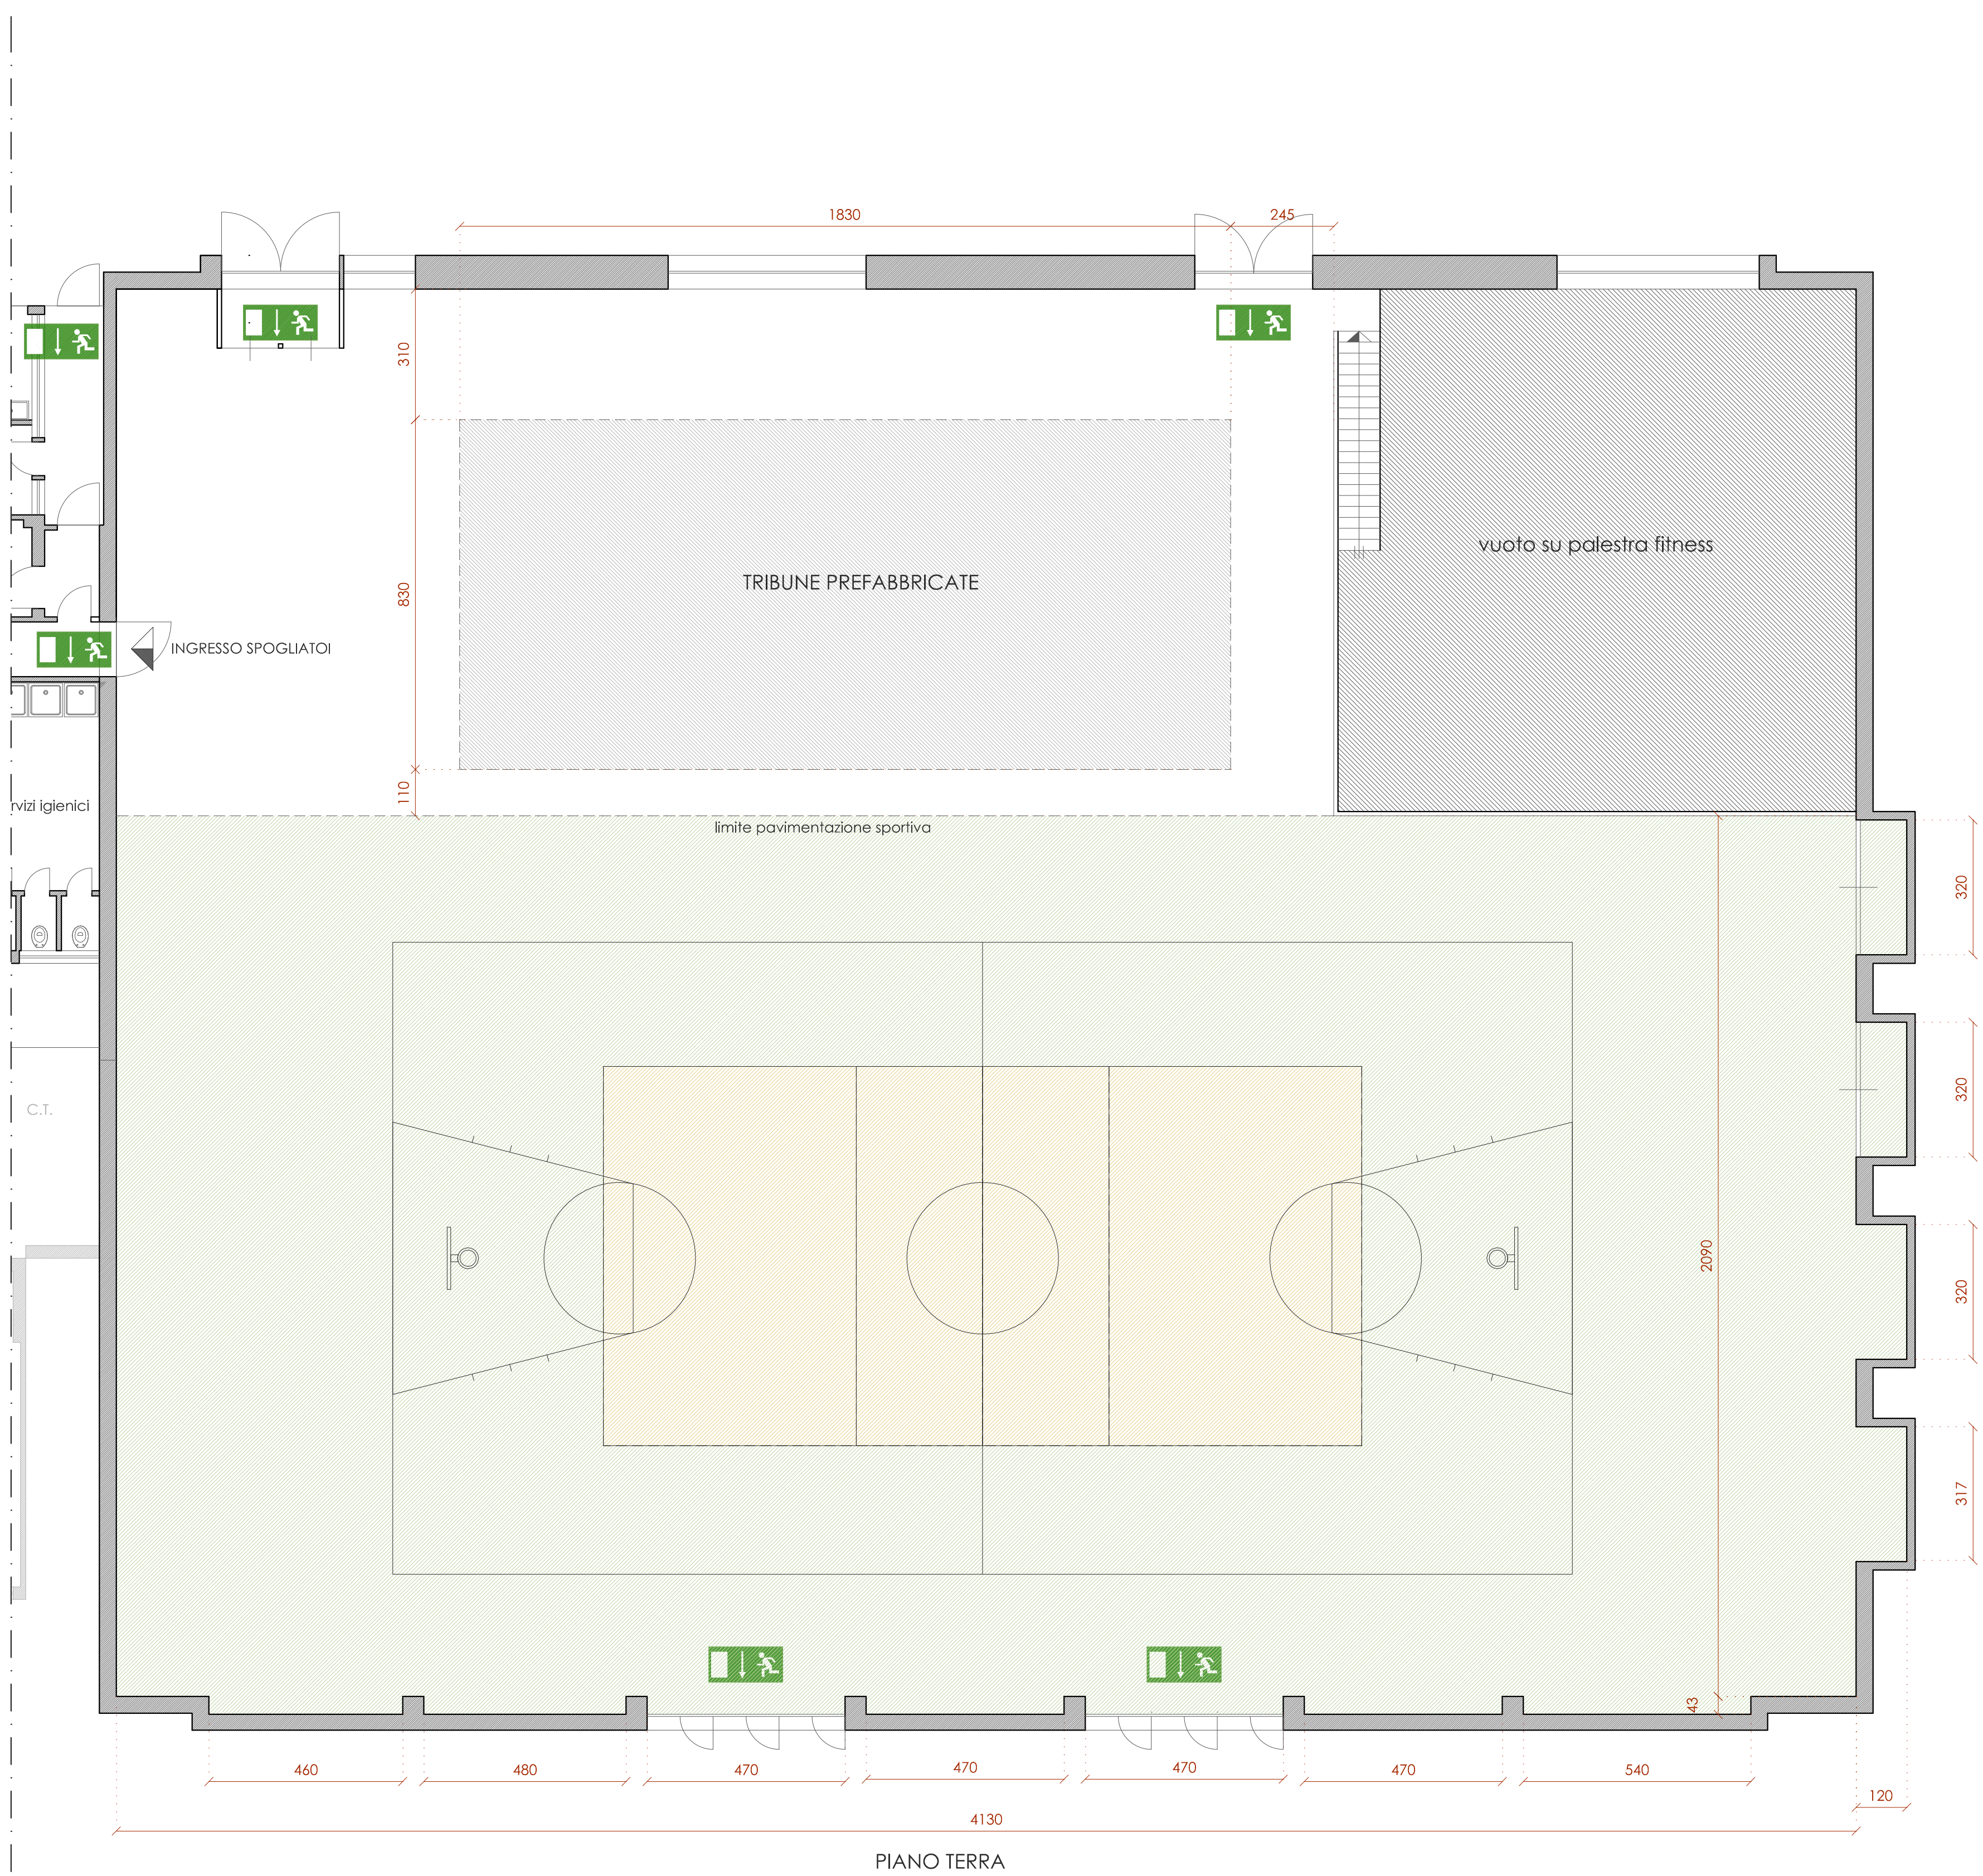 1830
245
310
830
110
TRIBUNE PREFABBRICATE
vuoto su palestra fitness
INGRESSO SPOGLIATOI
rvizi igienici
limite pavimentazione sportiva
320
320
C.T.
2090
320
317
43
460
480
470
470
470
470
540
120
4130
PIANO TERRA